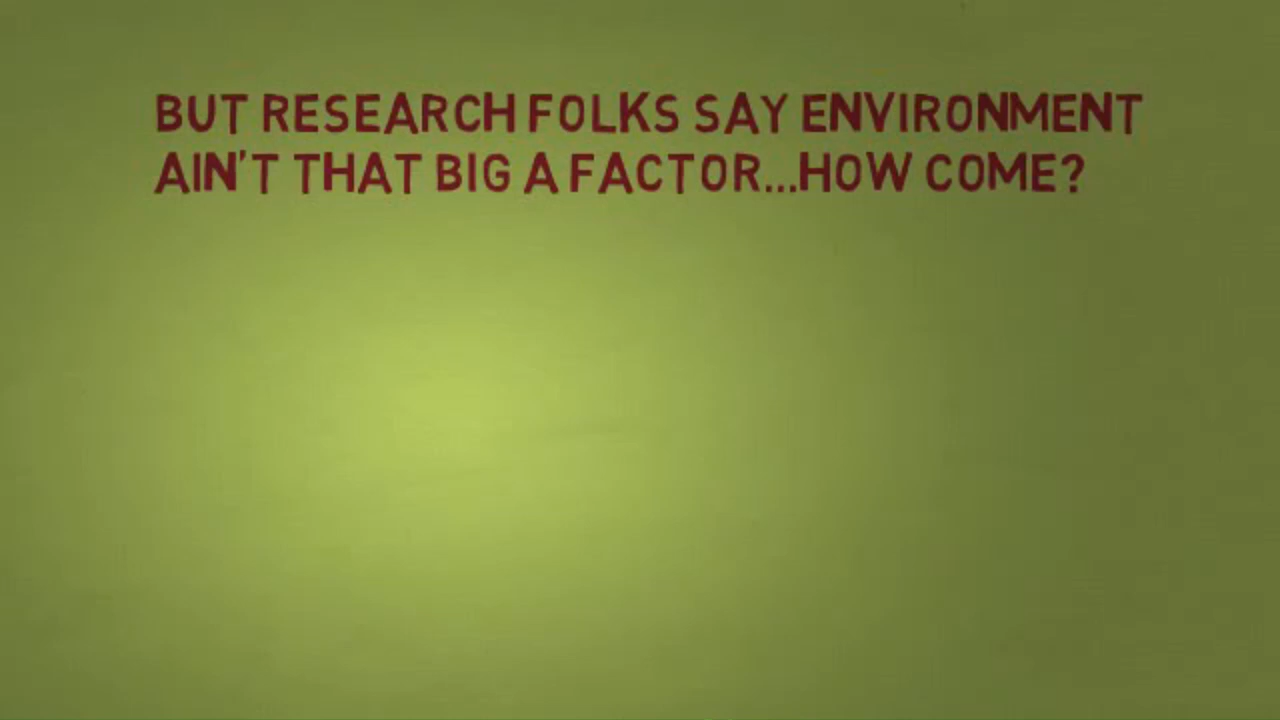 BUT RESEARCH FOLKS SAY ENVIRONMENT
AIN'T THAT BIG A FACTOR...HOW COME?